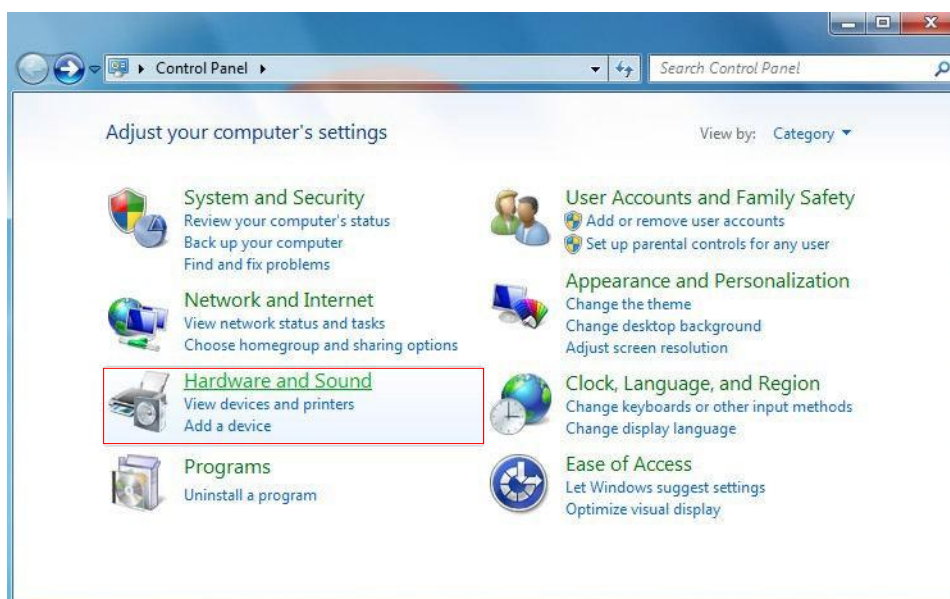 Control Panel
Search Control Panel
Adjust your computer's settings
View by: Category
System and Security
Review your computer's status
Back up your computer
Find and fix problems
Network and Internet
View network status and tasks
Choose homegroup and sharing options
Hardware and Sound
View devices and printers
Add a device
Programs
Uninstall a program
User Accounts and Family Safety
Add or remove user accounts
Set up parental controls for any user
Appearance and Personalization
Change the theme
Change desktop background
Adjust screen resolution
Clock, Language, and Region
Change keyboards or other input methods
Change display language
Ease of Access
Let Windows suggest settings
Optimize visual display